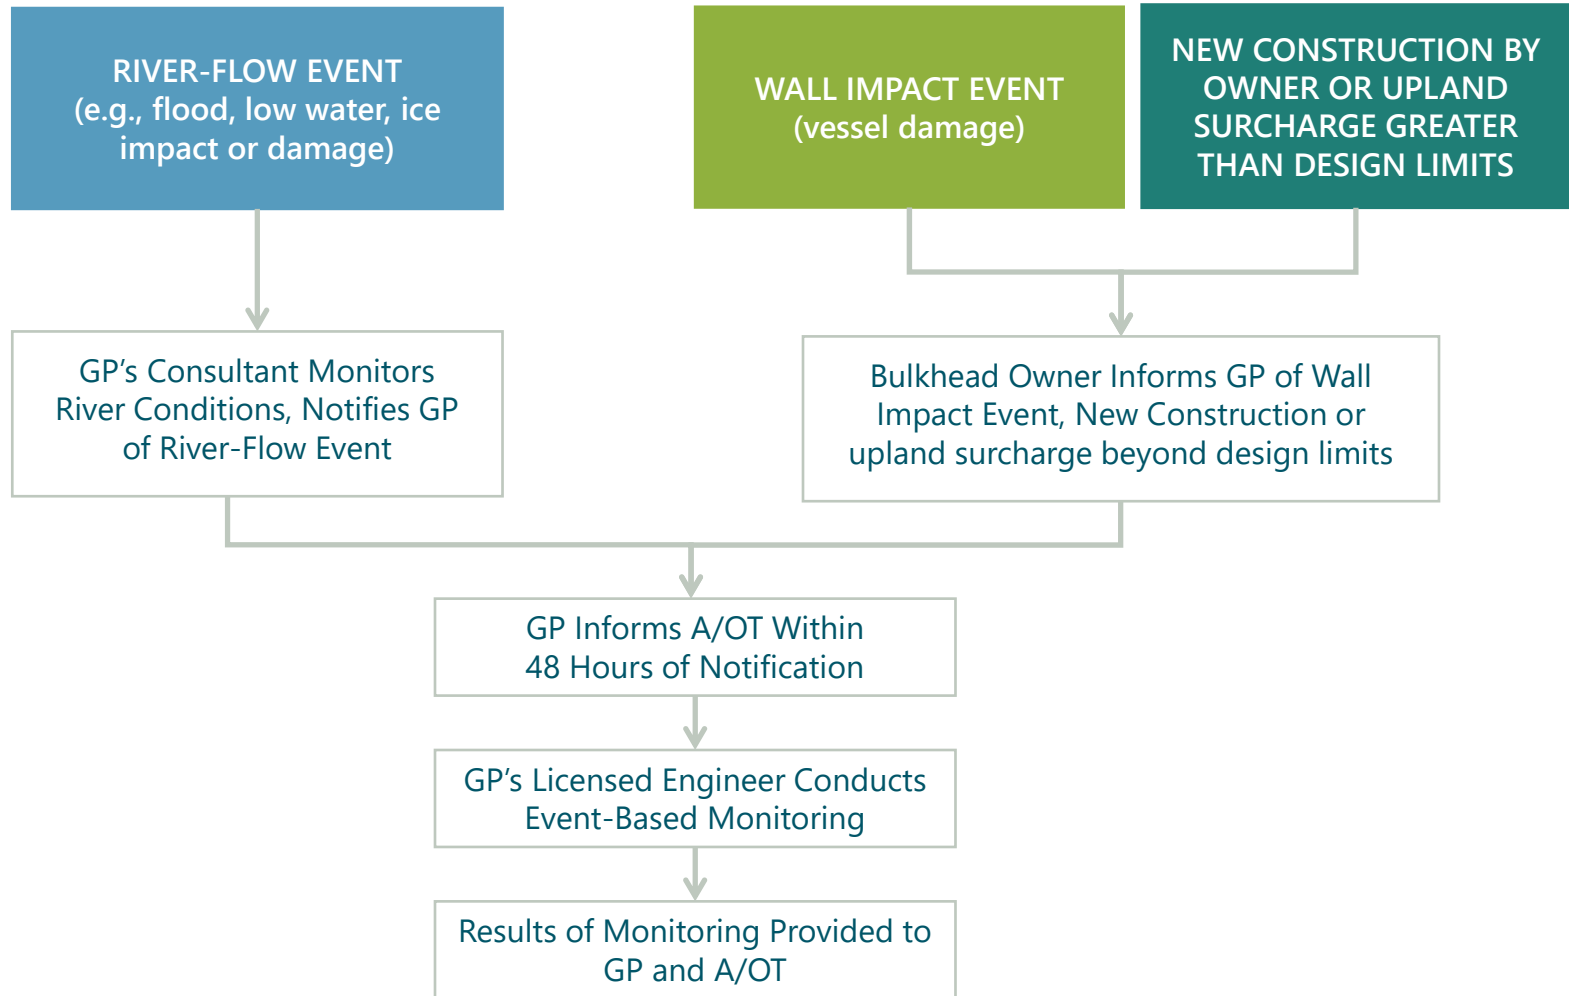 RIVER-FLOW EVENT
(e.g., flood, low water, ice
impact or damage)
WALL IMPACT EVENT
(vessel damage)
NEW CONSTRUCTION BY
OWNER OR UPLAND
SURCHARGE GREATER
THAN DESIGN LIMITS
GP’s Consultant Monitors
River Conditions, Notifies GP
of River-Flow Event
Bulkhead Owner Informs GP of Wall
Impact Event, New Construction or
upland surcharge beyond design limits
GP Informs A/OT Within
48 Hours of Notification
GP’s Licensed Engineer Conducts
Event-Based Monitoring
Results of Monitoring Provided to
GP and A/OT